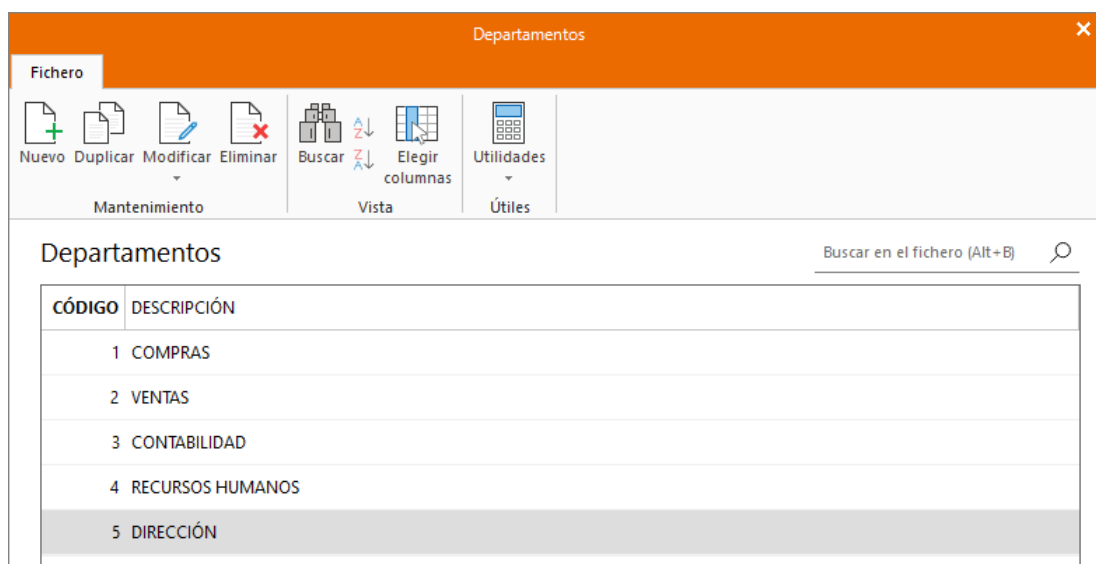 Departamentos
Fichero
Nuevo Duplicar Modificar Eliminar Buscar Elegir columnas Utilidades
Mantenimiento Vista Útiles
Departamentos Buscar en el fichero (Alt+B)
CÓDIGO DESCRIPCIÓN
1 COMPRAS
2 VENTAS
3 CONTABILIDAD
4 RECURSOS HUMANOS
5 DIRECCIÓN